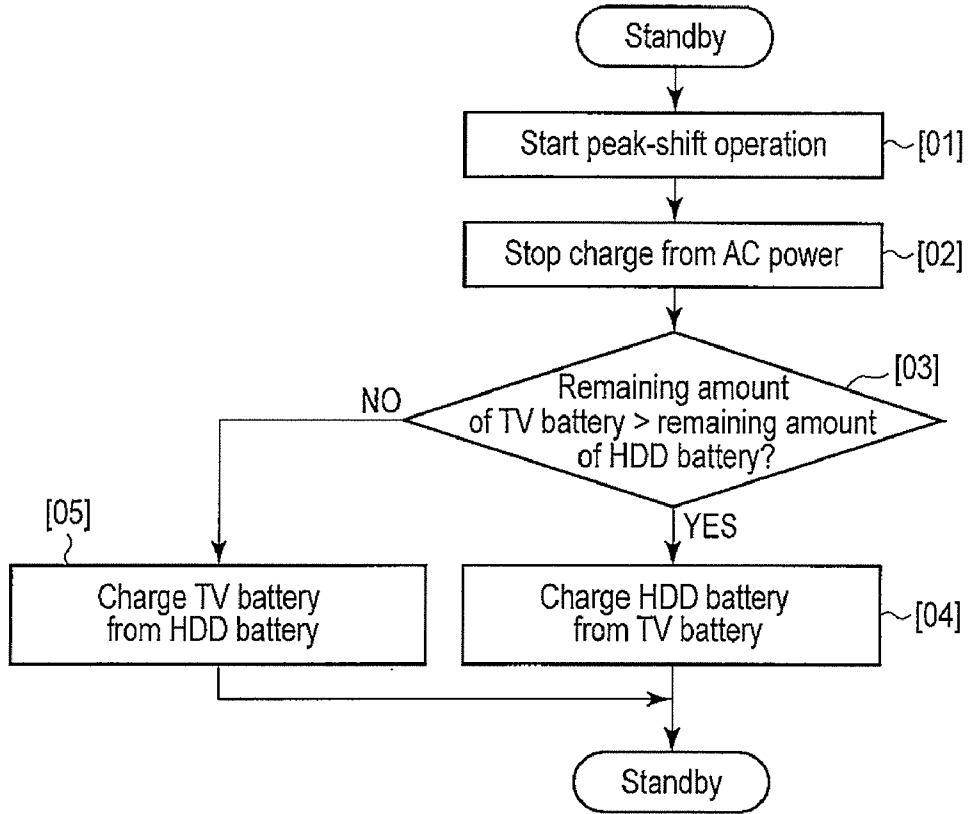 Standby
Start peak-shift operation
[01]
Stop charge from AC power
[02]
Remaining amount
of TV battery > remaining amount
of HDD battery?
[03]
NO
YES
[05]
Charge TV battery
from HDD battery
Charge HDD battery
from TV battery
[04]
Standby